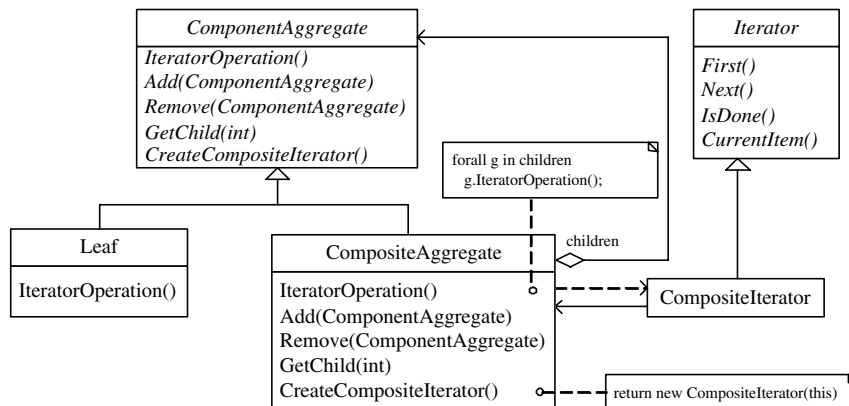 ComponentAggregate
IteratorOperation()
Add(ComponentAggregate)
Remove(ComponentAggregate)
GetChild(int)
CreateCompositeIterator()
Iterator
First()
Next()
IsDone()
CurrentItem()
forall g in children
g.IteratorOperation();
Leaf
IteratorOperation()
CompositeAggregate
IteratorOperation()
Add(ComponentAggregate)
Remove(ComponentAggregate)
GetChild(int)
CreateCompositeIterator()
children
CompositeIterator
return new CompositeIterator(this)